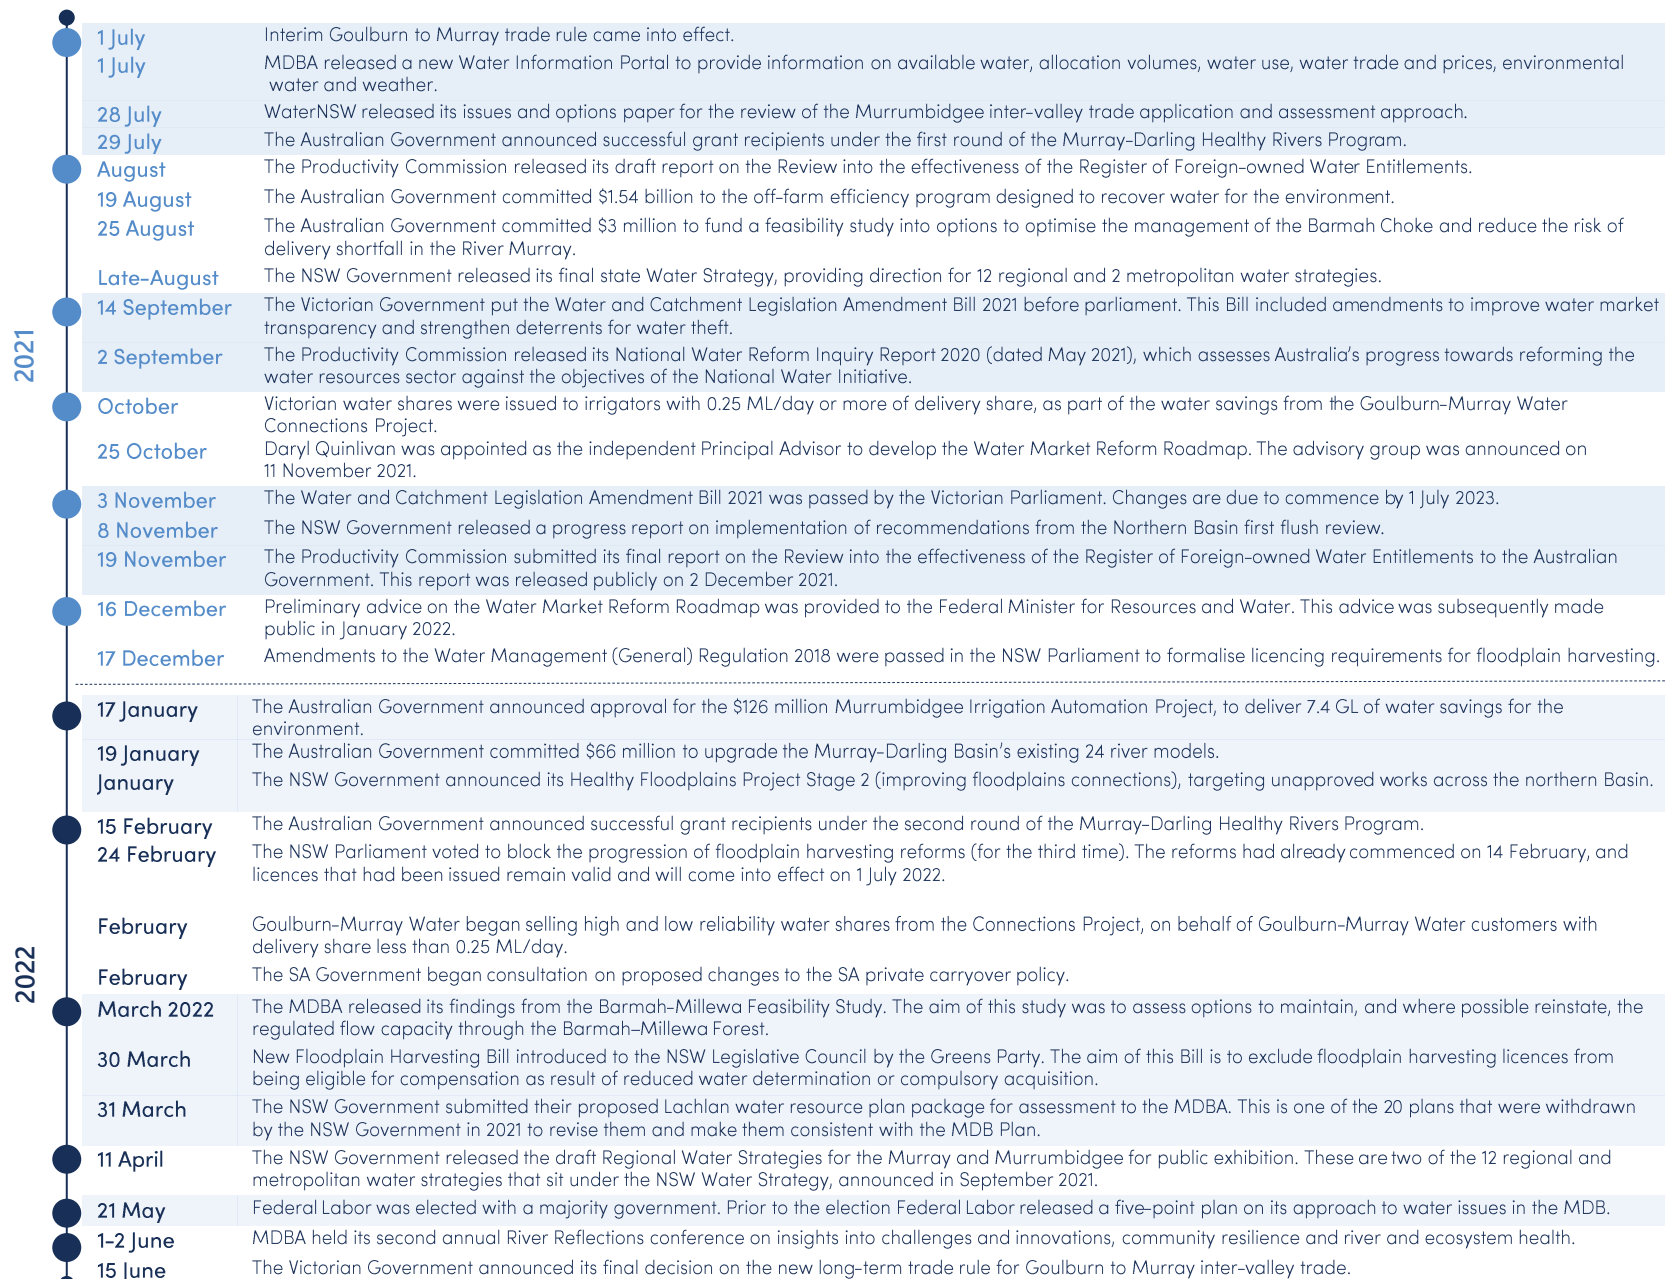 2021
1 July
Interim Goulburn to Murray trade rule came into effect.
1 July
MDBA released a new Water Information Portal to provide information on available water, allocation volumes, water use, water trade and prices, environmental
water and weather.
28 July
WaterNSW released its issues and options paper for the review of the Murrumbidgee inter-valley trade application and assessment approach.
29 July
The Australian Government announced successful grant recipients under the first round of the Murray-Darling Healthy Rivers Program.
August
The Productivity Commission released its draft report on the Review into the effectiveness of the Register of Foreign-owned Water Entitlements.
19 August
The Australian Government committed $1.54 billion to the off-farm efficiency program designed to recover water for the environment.
25 August
The Australian Government committed $3 million to fund a feasibility study into options to optimise the management of the Barmah Choke and reduce the risk of
delivery shortfall in the River Murray.
Late-August
The NSW Government released its final state Water Strategy, providing direction for 12 regional and 2 metropolitan water strategies.
14 September
The Victorian Government put the Water and Catchment Legislation Amendment Bill 2021 before parliament. This Bill included amendments to improve water market
transparency and strengthen deterrents for water theft.
2 September
The Productivity Commission released its National Water Reform Inquiry Report 2020 (dated May 2021), which assesses Australia's progress towards reforming the
water resources sector against the objectives of the National Water Initiative.
October
Victorian water shares were issued to irrigators with 0.25 ML/day or more of delivery share, as part of the water savings from the Goulburn-Murray Water
Connections Project.
25 October
Daryl Quinlivan was appointed as the independent Principal Advisor to develop the Water Market Reform Roadmap. The advisory group was announced on
11 November 2021.
3 November
The Water and Catchment Legislation Amendment Bill 2021 was passed by the Victorian Parliament. Changes are due to commence by 1 July 2023.
8 November
The NSW Government released a progress report on implementation of recommendations from the Northern Basin first flush review.
19 November
The Productivity Commission submitted its final report on the Review into the effectiveness of the Register of Foreign-owned Water Entitlements to the Australian
Government. This report was released publicly on 2 December 2021.
16 December
Preliminary advice on the Water Market Reform Roadmap was provided to the Federal Minister for Resources and Water. This advice was subsequently made
public in January 2022.
17 December
Amendments to the Water Management (General) Regulation 2018 were passed in the NSW Parliament to formalise licencing requirements for floodplain harvesting.
2022
17 January
The Australian Government announced approval for the $126 million Murrumbidgee Irrigation Automation Project, to deliver 7.4 GL of water savings for the
environment.
19 January
The Australian Government committed $66 million to upgrade the Murray-Darling Basin's existing 24 river models.
January
The NSW Government announced its Healthy Floodplains Project Stage 2 (improving floodplains connections), targeting unapproved works across the northern Basin.
15 February
The Australian Government announced successful grant recipients under the second round of the Murray-Darling Healthy Rivers Program.
24 February
The NSW Parliament voted to block the progression of floodplain harvesting reforms (for the third time). The reforms had already commenced on 14 February, and
licences that had been issued remain valid and will come into effect on 1 July 2022.
February
Goulburn-Murray Water began selling high and low reliability water shares from the Connections Project, on behalf of Goulburn-Murray Water customers with
delivery share less than 0.25 ML/day.
February
The SA Government began consultation on proposed changes to the SA private carryover policy.
March 2022
The MDBA released its findings from the Barmah-Millewa Feasibility Study. The aim of this study was to assess options to maintain, and where possible reinstate, the
regulated flow capacity through the Barmah–Millewa Forest.
30 March
New Floodplain Harvesting Bill introduced to the NSW Legislative Council by the Greens Party. The aim of this Bill is to exclude floodplain harvesting licences from
being eligible for compensation as result of reduced water determination or compulsory acquisition.
31 March
The NSW Government submitted their proposed Lachlan water resource plan package for assessment to the MDBA. This is one of the 20 plans that were withdrawn
by the NSW Government in 2021 to revise them and make them consistent with the MDB Plan.
11 April
The NSW Government released the draft Regional Water Strategies for the Murray and Murrumbidgee for public exhibition. These are two of the 12 regional and
metropolitan water strategies that sit under the NSW Water Strategy, announced in September 2021.
21 May
Federal Labor was elected with a majority government. Prior to the election Federal Labor released a five-point plan on its approach to water issues in the MDB.
1-2 June
MDBA held its second annual River Reflections conference on insights into challenges and innovations, community resilience and river and ecosystem health.
15 June
The Victorian Government announced its final decision on the new long-term trade rule for Goulburn to Murray inter-valley trade.